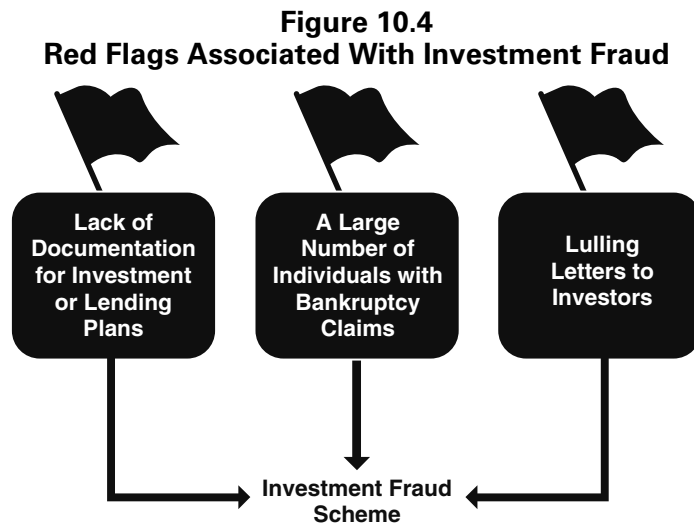 Figure 10.4
Red Flags Associated With Investment Fraud
Lack of
Documentation
for Investment
or Lending
Plans
A Large
Number of
Individuals with
Bankruptcy
Claims
Lulling
Letters to
Investors
Investment Fraud
Scheme